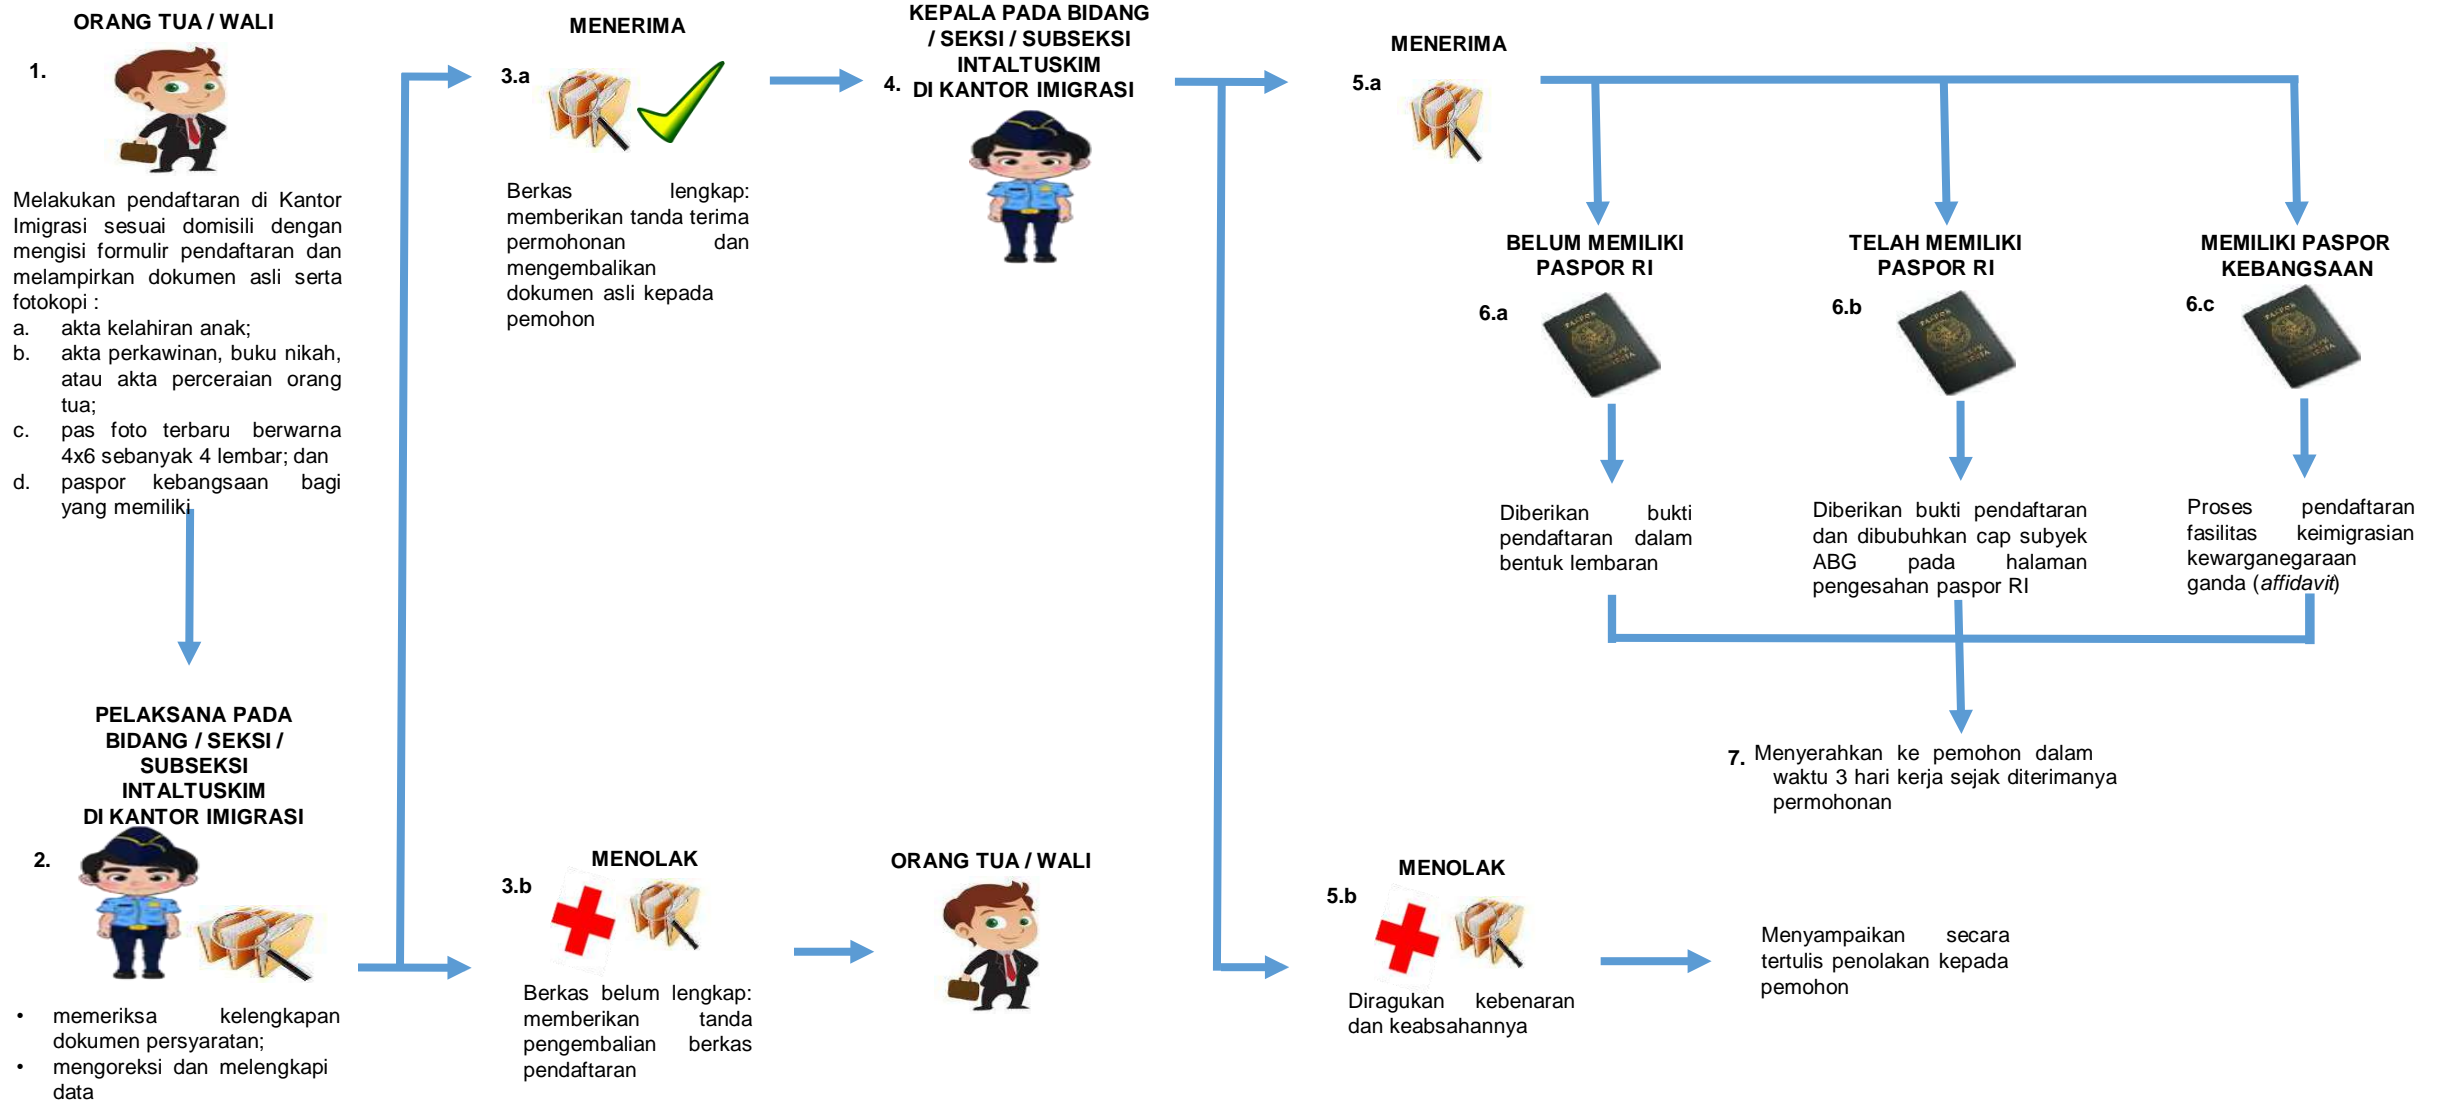 ORANG TUA / WALI
1.
Melakukan pendaftaran di Kantor
Imigrasi sesuai domisili dengan
mengisi formulir pendaftaran dan
melampirkan dokumen asli serta
fotokopi :
a. akta kelahiran anak;
b. akta perkawinan, buku nikah,
atau akta perceraian orang
tua;
c. pas foto terbaru berwarna
4x6 sebanyak 4 lembar; dan
d. paspor kebangsaan bagi
yang memiliki
PELAKSANA PADA
BIDANG / SEKSI /
SUBSEKSI
INTALTUSKIM
DI KANTOR IMIGRASI
2.
• memeriksa kelengkapan
dokumen persyaratan;
• mengoreksi dan melengkapi
data
MENERIMA
3.a
Berkas lengkap:
memberikan tanda terima
permohonan dan
mengembalikan
dokumen asli kepada
pemohon
MENOLAK
3.b
Berkas belum lengkap:
memberikan tanda
pengembalian berkas
pendaftaran
ORANG TUA / WALI
KEPALA PADA BIDANG
/ SEKSI / SUBSEKSI
INTALTUSKIM
4. DI KANTOR IMIGRASI
MENERIMA
5.a
BELUM MEMILIKI
PASPOR RI
6.a
PASPOR
Diberikan bukti
pendaftaran dalam
bentuk lembaran
TELAH MEMILIKI
PASPOR RI
6.b
PASPOR
Diberikan bukti pendaftaran
dan dibubuhkan cap subyek
ABG pada halaman
pengesahan paspor RI
MEMILIKI PASPOR
KEBANGSAAN
6.c
PASPOR
Proses pendaftaran
fasilitas keimigrasian
kewarganegaraan
ganda (affidavit)
7. Menyerahkan ke pemohon dalam
waktu 3 hari kerja sejak diterimanya
permohonan
MENOLAK
5.b
Diragukan kebenaran
dan keabsahannya
Menyampaikan secara
tertulis penolakan kepada
pemohon